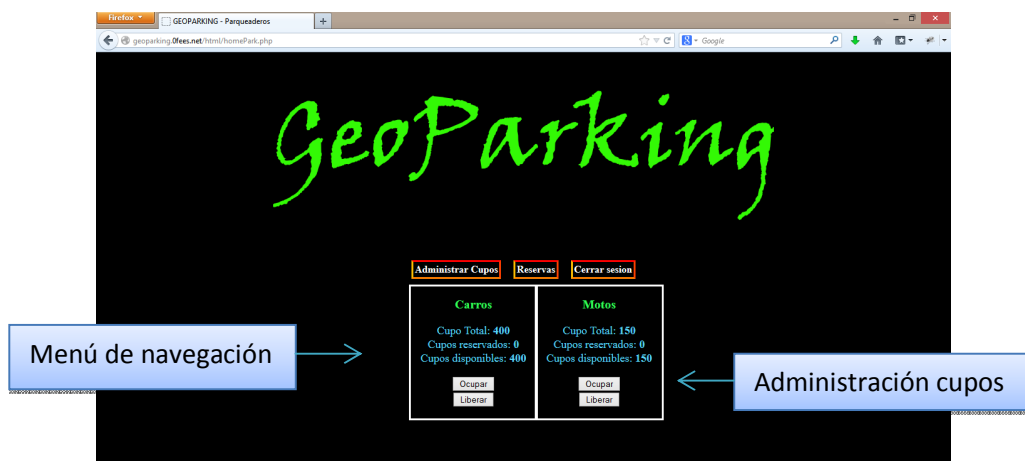 Firefox
GEOPARKING - Parqueaderos
geoparking.0fees.net/html/homePark.php
Google
GeoParking
Administrar Cupos Reservas Cerrar sesion
Carros
Cupo Total: 400
Cupos reservados: 0
Cupos disponibles: 400
Ocupar
Liberar
Motos
Cupo Total: 150
Cupos reservados: 0
Cupos disponibles: 150
Ocupar
Liberar
Menú de navegación
Administración cupos